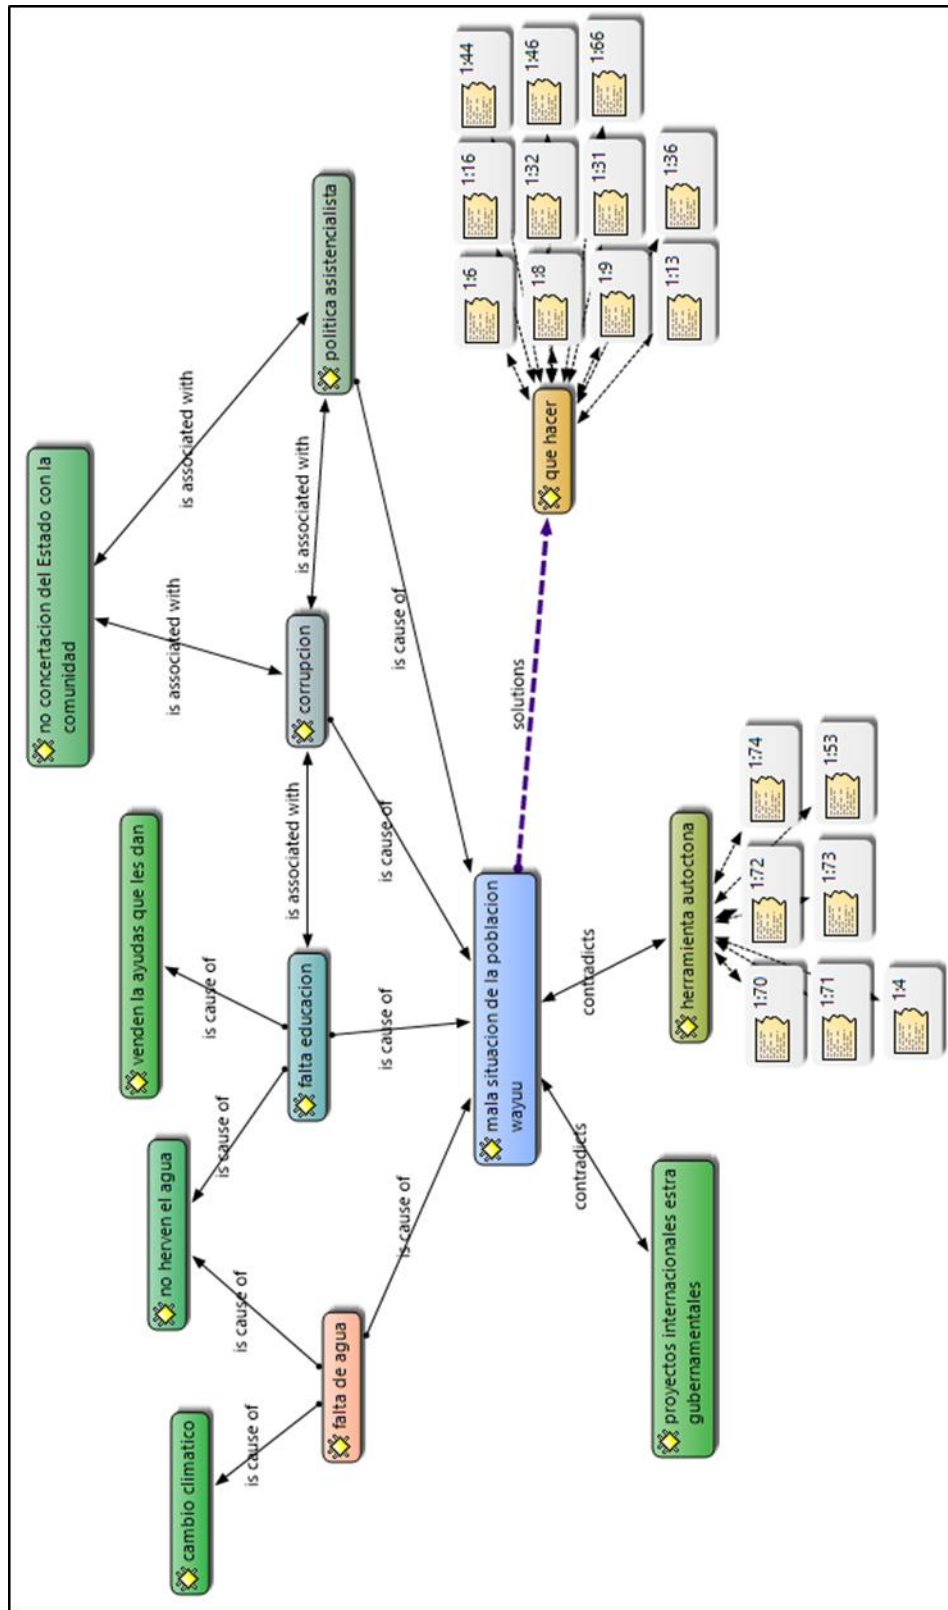 no concertacion del Estado con la
comunidad
venden la ayudas que les dan
no herven el agua
cambio climatico
is associated with
is associated with
is cause of
is cause of
is cause of
is cause of
falta de agua
falta educacion
is associated with
corrupcion
is associated with
politica asistencialista
is cause of
is cause of
is cause of
is cause of
mala situacion de la poblacion
wayuu
solutions
que hacer
1:6
1:16
1:44
1:8
1:32
1:46
1:9
1:31
1:66
1:13
1:36
contradicts
contradicts
proyectos internacionales estra
gubernamentales
herramienta autoctona
1:70
1:72
1:74
1:71
1:73
1:53
1:4